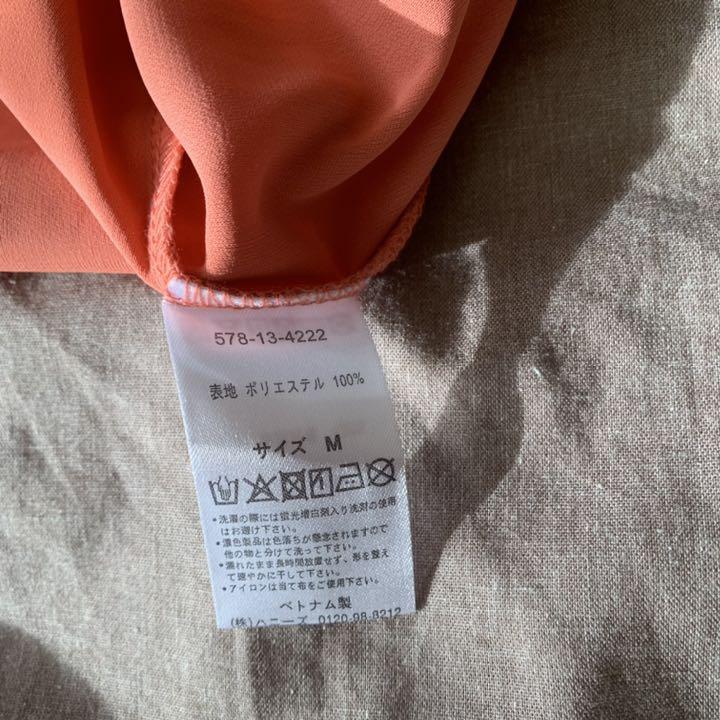 578-13-4222
表地 ポリエステル 100%
サイズ M
・洗濯の際には蛍光増白剤入り洗剤の使用
はお避け下さい。
・濃色製品は色落ちが懸念されますので
他の物と分けて洗って下さい。
・濡れたまま長時間放置せず、形を整え
て速やかに干して下さい。
・アイロンは当て布をご使用下さい。
ベトナム製
(株)ハニーズ 0120-98-8212